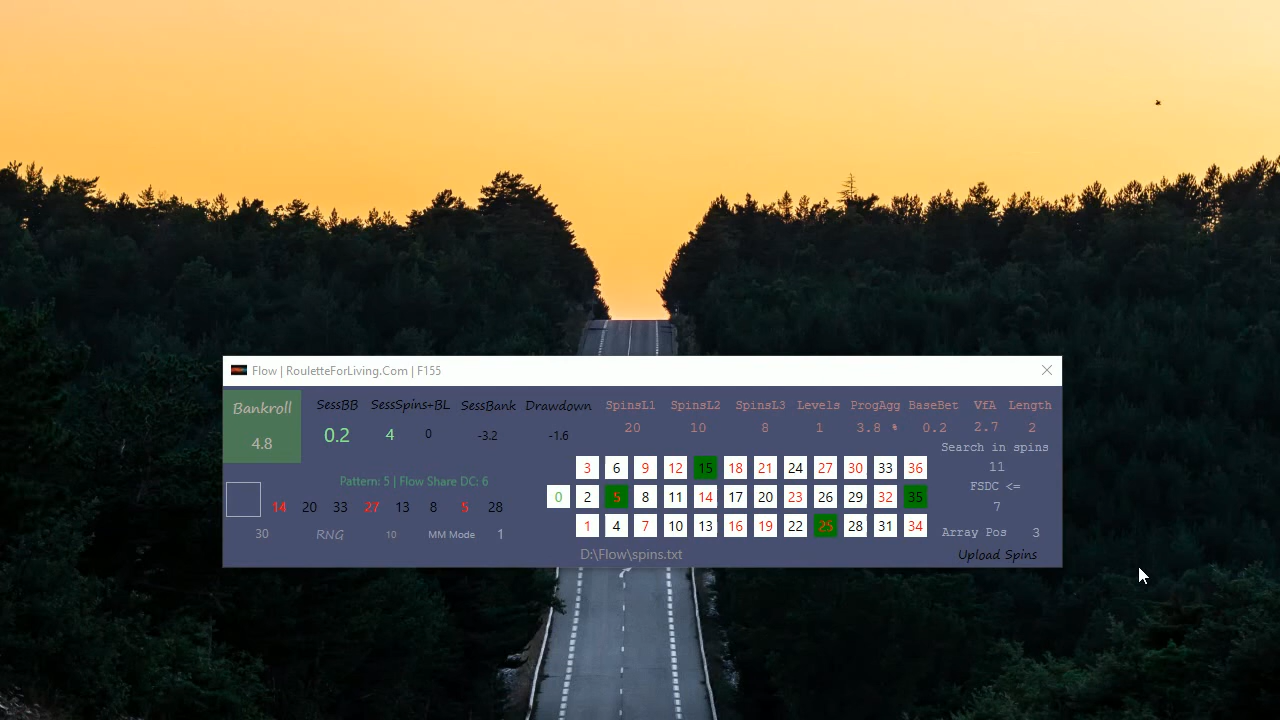 Flow | RouletteForLiving.Com | F155
Bankroll SessBB SessSpins+BL SessBank Drawdown SpinsL1 SpinsL2 SpinsL3 Levels ProgAgg BaseBet VfA Length
4.8 0.2 4 0 -3.2 -1.6 20 10 8 1 3.8 % 0.2 2.7 2
Search in spins
11
Pattern: 5 | Flow Share DC: 6
FSDC <=
7
14 20 33 27 13 8 5 28
30 RNG 10 MM Mode 1
3 6 9 12 15 18 21 24 27 30 33 36
0 2 5 8 11 14 17 20 23 26 29 32 35
1 4 7 10 13 16 19 22 25 28 31 34
Array Pos 3
D:\Flow\spins.txt
Upload Spins